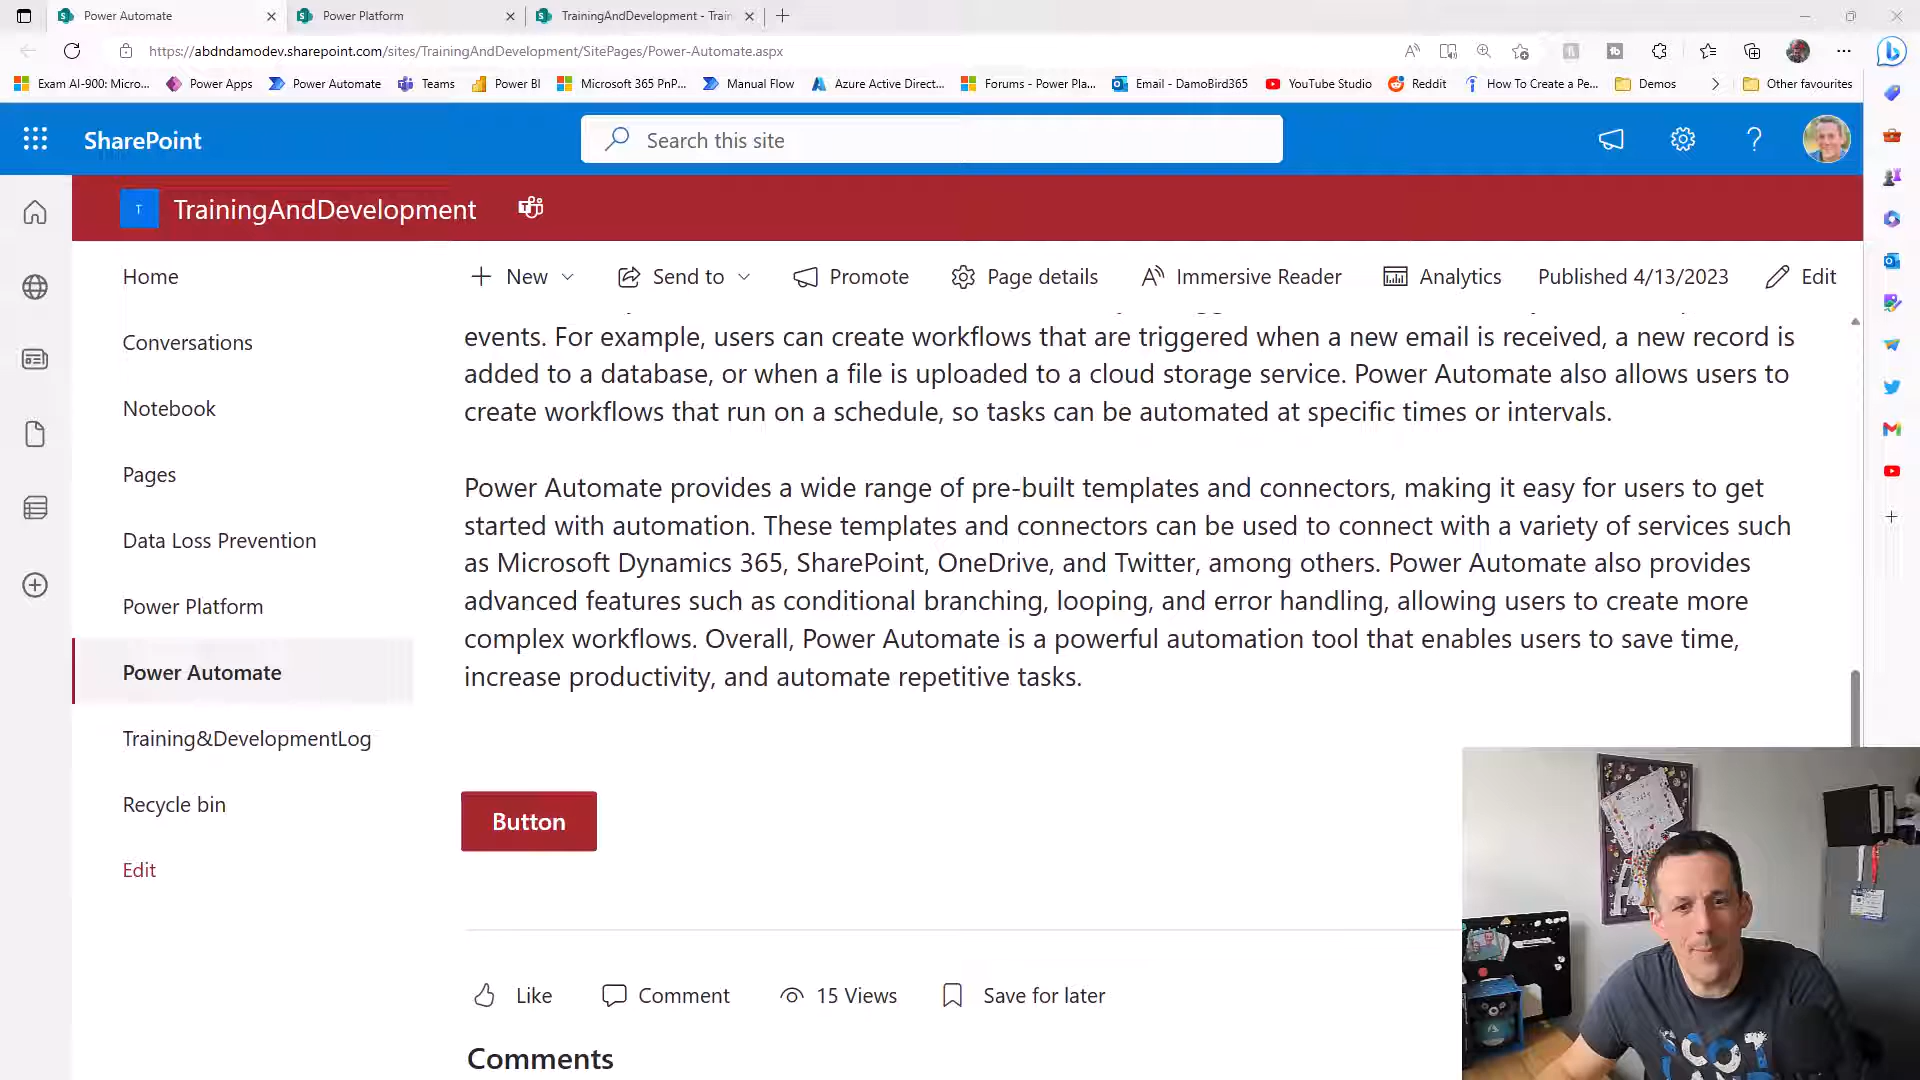 Power Automate
Power Platform
TrainingAndDevelopment - Train
https://abdndamodev.sharepoint.com/sites/TrainingAndDevelopment/SitePages/Power-Automate.aspx
Exam AI-900: Micro...
Power Apps
Power Automate
Teams
Power BI
Microsoft 365 PnP...
Manual Flow
Azure Active Direct...
Forums - Power Pla...
Email - DamoBird365
YouTube Studio
Reddit
How To Create a Pe...
Demos
Other favourites
SharePoint
Search this site
T
TrainingAndDevelopment
Home
Conversations
Notebook
Pages
Data Loss Prevention
Power Platform
Power Automate
Training&DevelopmentLog
Recycle bin
Edit
New
Send to
Promote
Page details
Immersive Reader
Analytics
Published 4/13/2023
Edit
events. For example, users can create workflows that are triggered when a new email is received, a new record is
added to a database, or when a file is uploaded to a cloud storage service. Power Automate also allows users to
create workflows that run on a schedule, so tasks can be automated at specific times or intervals.
Power Automate provides a wide range of pre-built templates and connectors, making it easy for users to get
started with automation. These templates and connectors can be used to connect with a variety of services such
as Microsoft Dynamics 365, SharePoint, OneDrive, and Twitter, among others. Power Automate also provides
advanced features such as conditional branching, looping, and error handling, allowing users to create more
complex workflows. Overall, Power Automate is a powerful automation tool that enables users to save time,
increase productivity, and automate repetitive tasks.
Button
Like
Comment
15 Views
Save for later
Comments